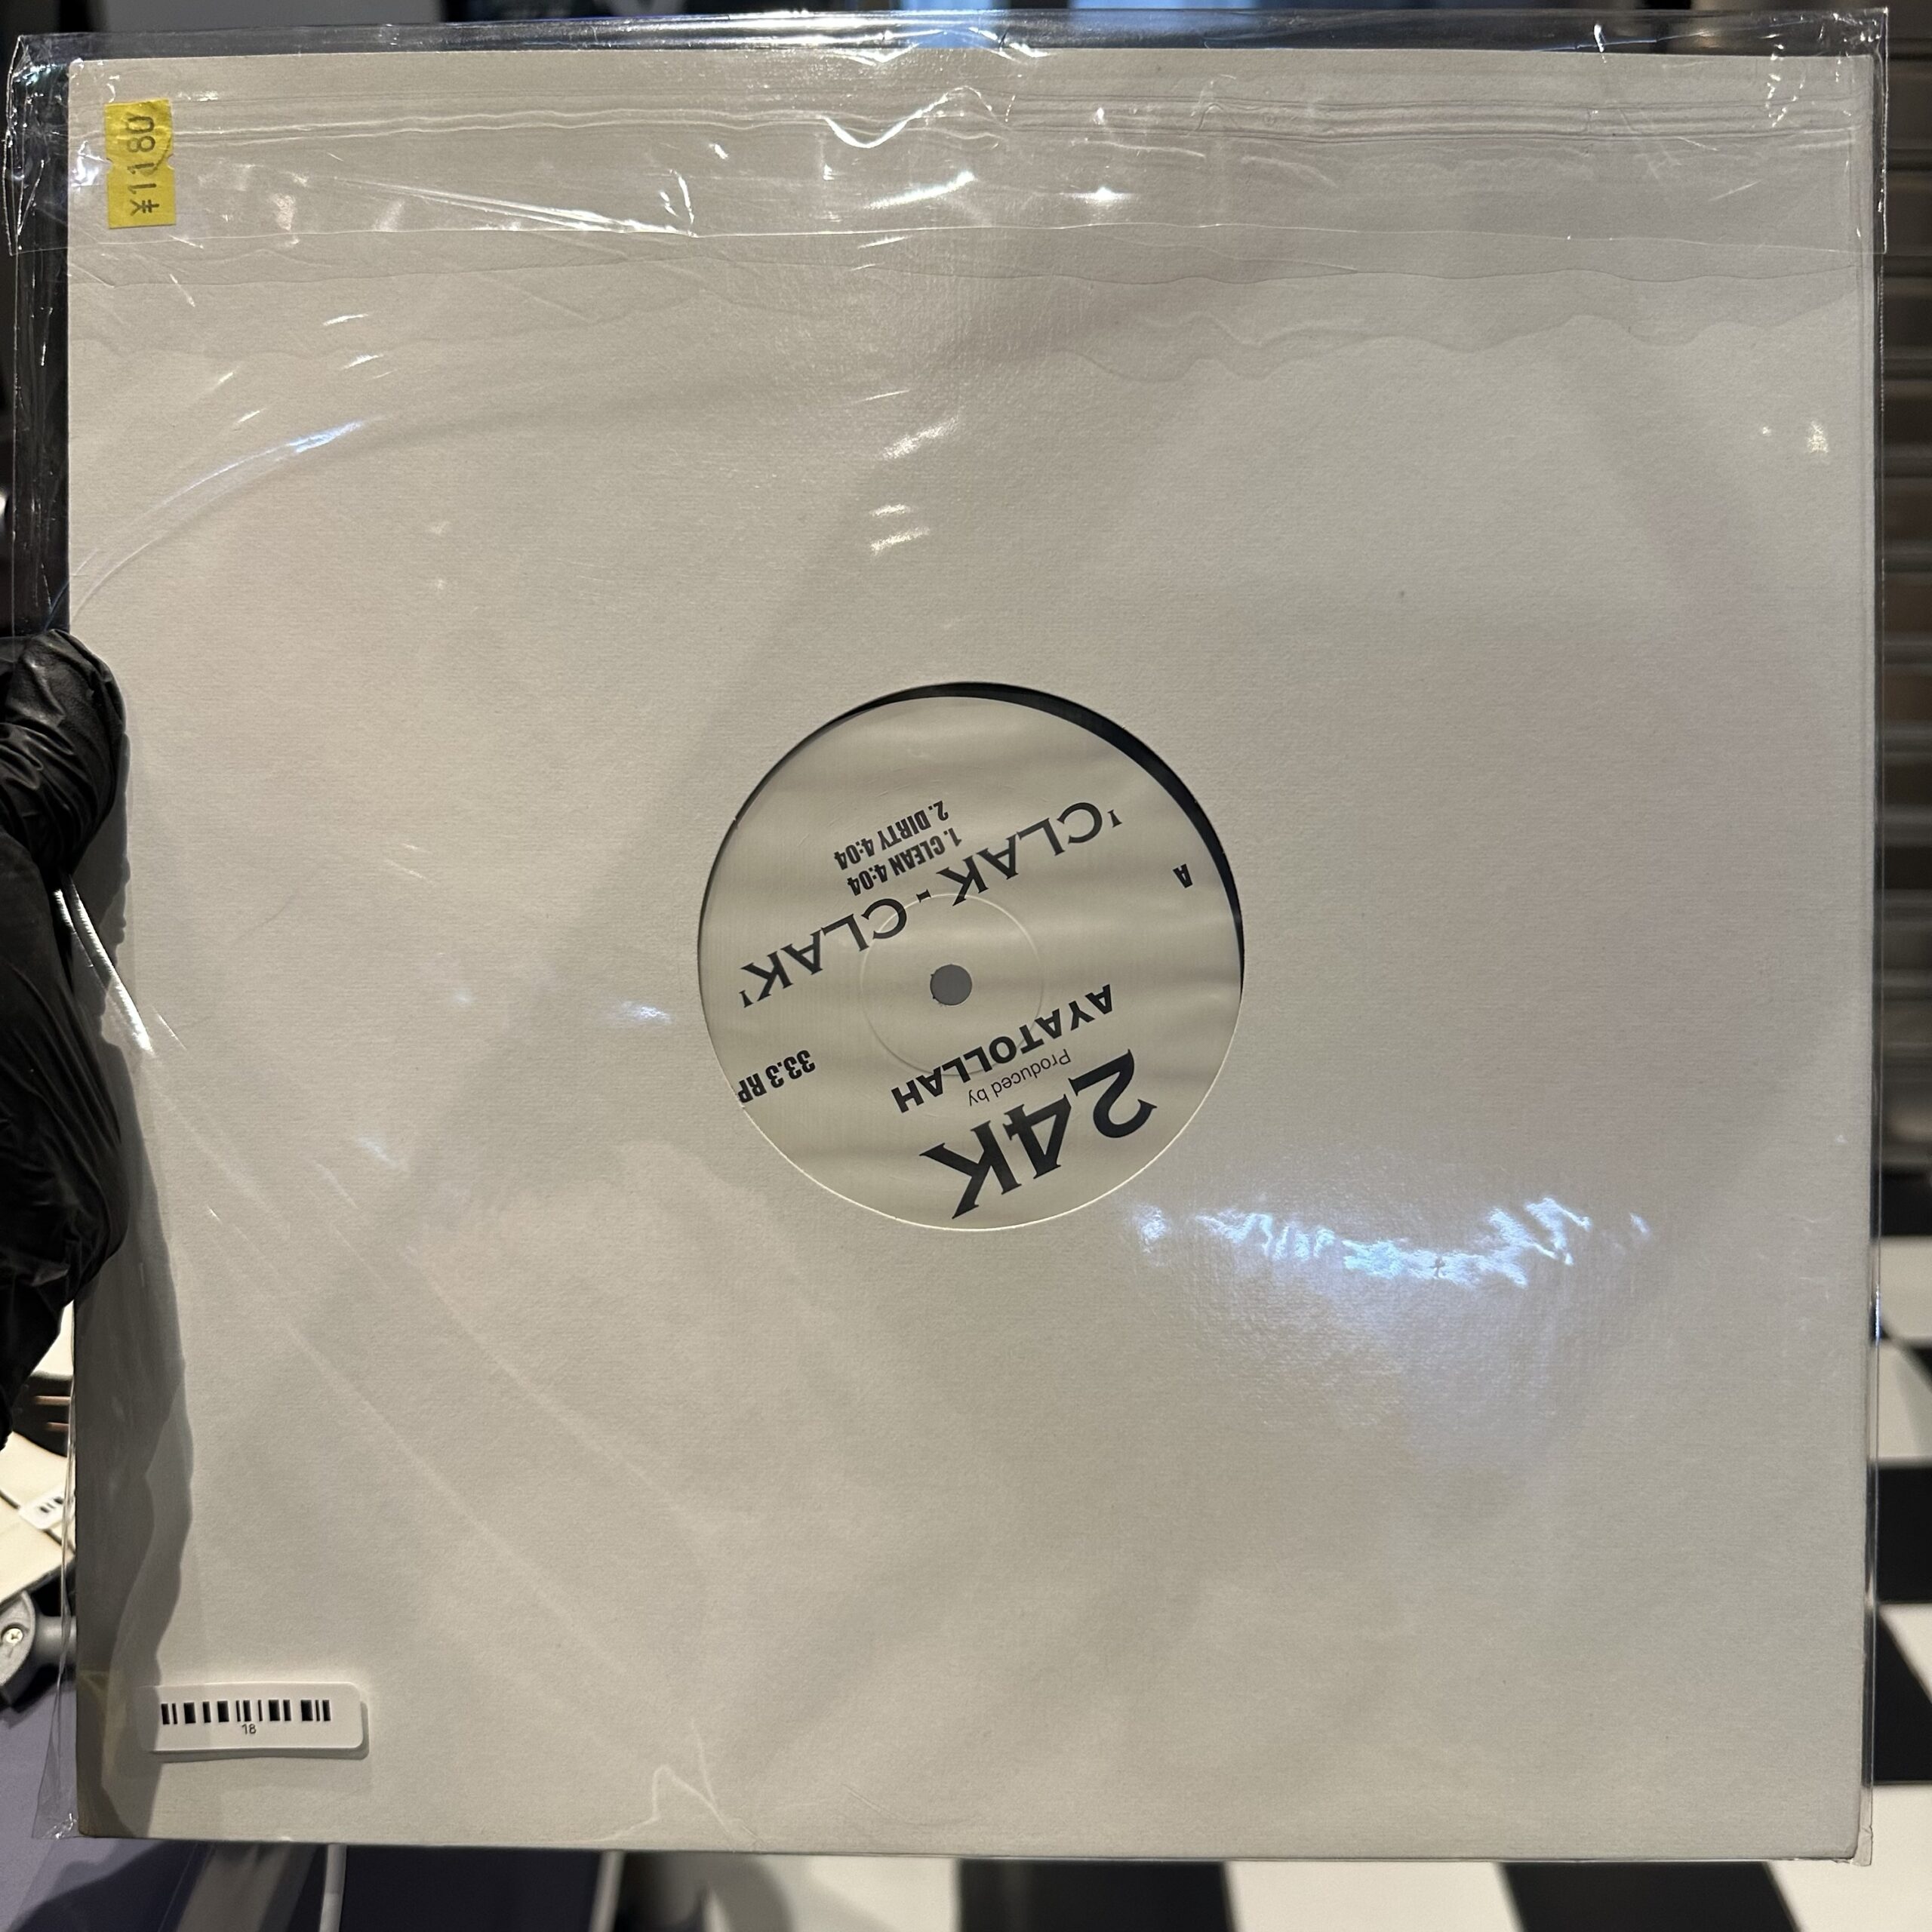 ¥1180
24K
Produced by
AYATOLLAH
A
33.3 RP
'CLAK-CLAK'
1. CLEAN 4:04
2. DIRTY 4:04
18